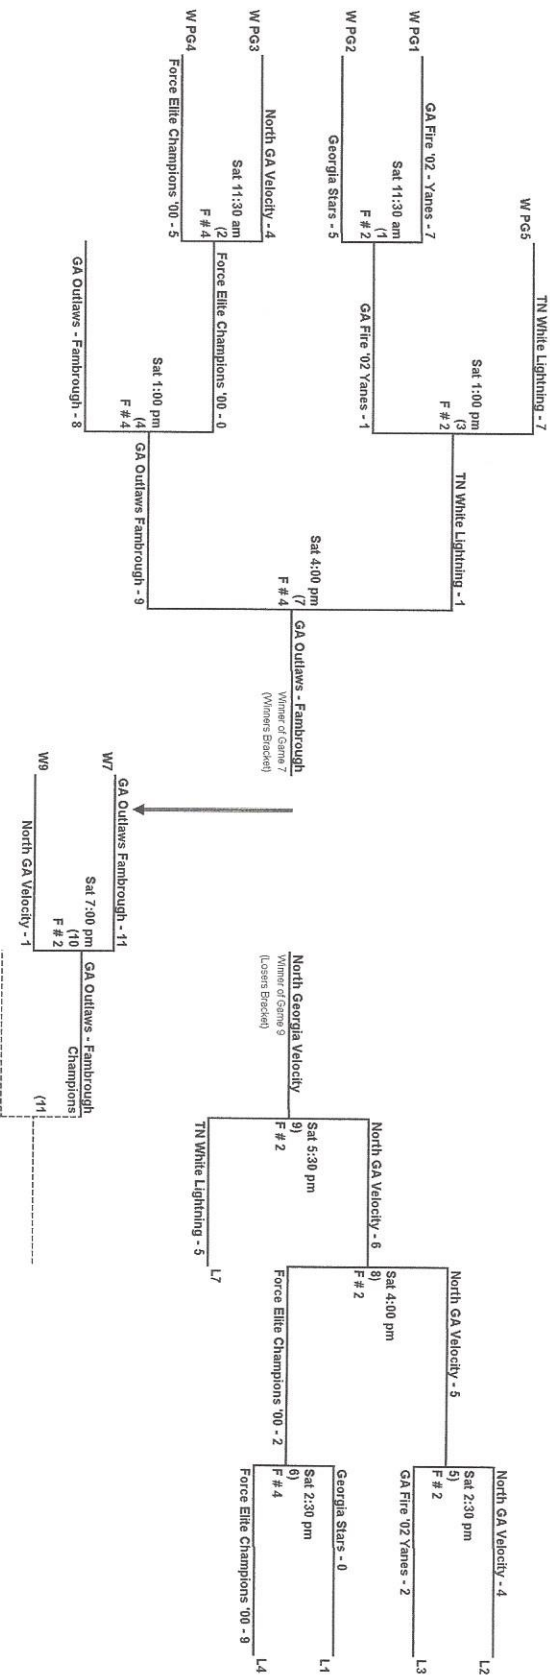 W PG5
TN White Lightning - 7
Sat 1:00 pm
(3
F # 2
TN White Lightning - 1
W PG1
GA Fire '02 - Yanes - 7
Sat 11:30 am
(1
F # 2
GA Fire '02 Yanes - 1
W PG2
Georgia Stars - 5
Sat 4:00 pm
(7
F # 4
GA Outlaws - Fambrough
Winner of Game 7
(Winners Bracket)
W PG3
North GA Velocity - 4
Sat 11:30 am
(2
F # 4
Force Elite Champions '00 - 0
W PG4
Force Elite Champions '00 - 5
Sat 1:00 pm
(4
F # 4
GA Outlaws Fambrough - 9
GA Outlaws - Fambrough - 8
North GA Velocity - 4
L2
Sat 2:30 pm
5)
F # 2
North GA Velocity - 5
GA Fire '02 Yanes - 2
L3
Sat 4:00 pm
8)
F # 2
North GA Velocity - 6
Georgia Stars - 0
L1
Sat 2:30 pm
6)
F # 4
Force Elite Champions '00 - 2
Force Elite Champions '00 - 9
L4
Sat 5:30 pm
9)
F # 2
North Georgia Velocity
Winner of Game 9
(Losers Bracket)
TN White Lightning - 5
L7
W7
GA Outlaws Fambrough - 11
Sat 7:00 pm
(10
F # 2
GA Outlaws - Fambrough
Champions
W9
North GA Velocity - 1
(11